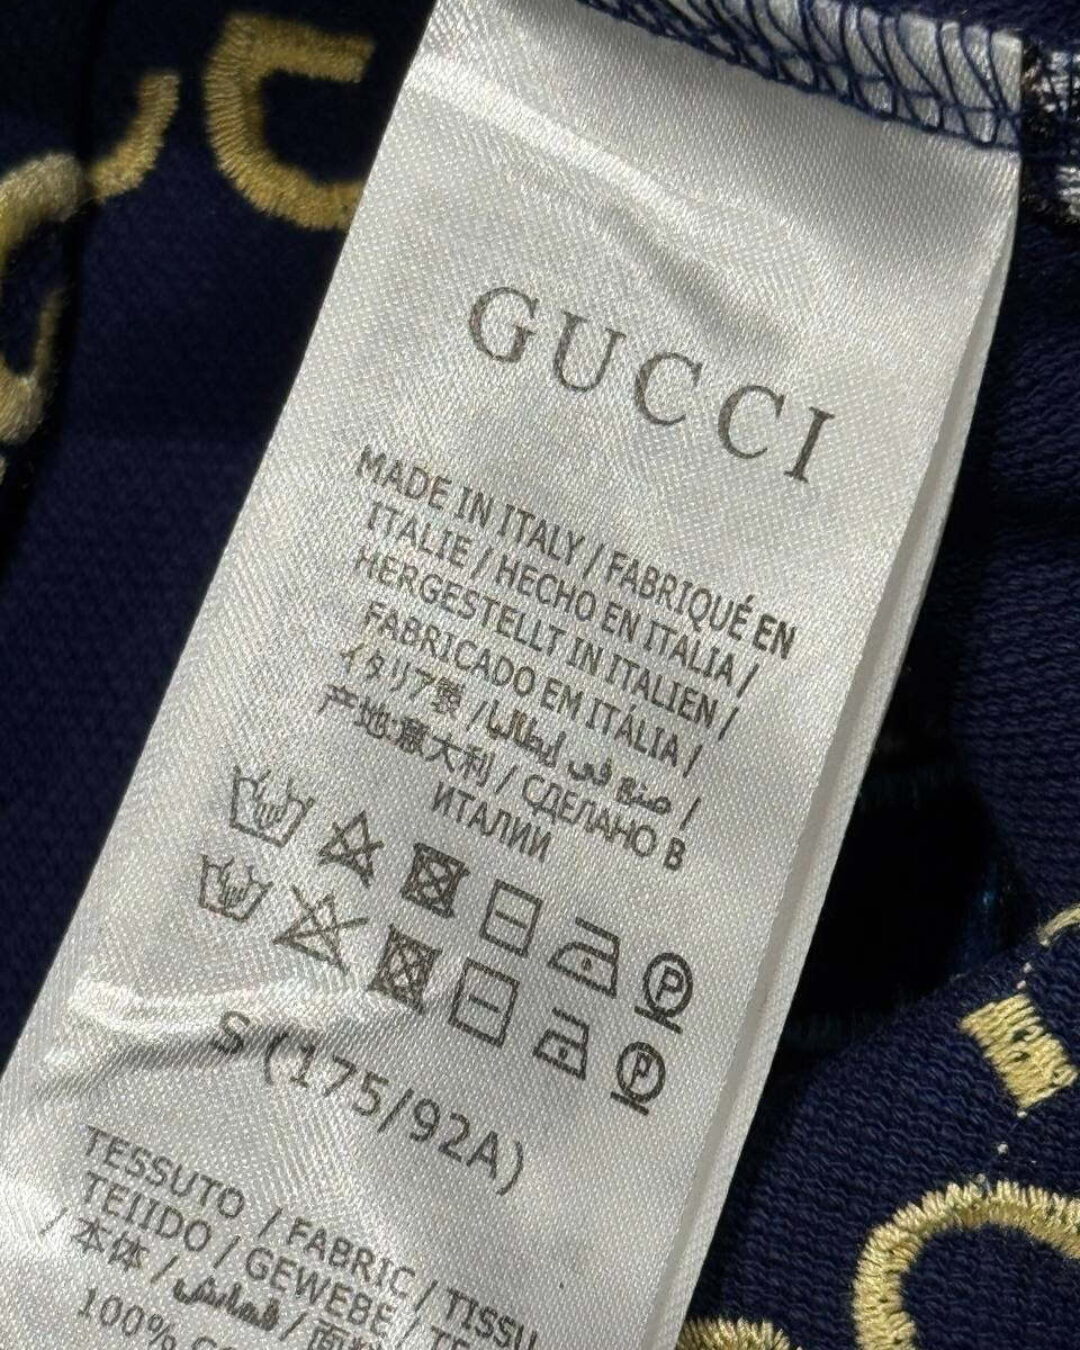 GUCCI
MADE IN ITALY / FABRIQUÉ EN
ITALIE / HECHO EN ITALIA /
HERGESTELLT IN ITALIEN /
FABRICADO EM ITÁLIA /
イタリア製 / صنع في إيطاليا /
产地:意大利 / СДЕЛАНО В
ИТАЛИИ
P
P
S (175/92A)
TESSUTO / FABRIC / TISSU
TEJIDO / GEWEBE /
/ 本体 / قماش /
100%